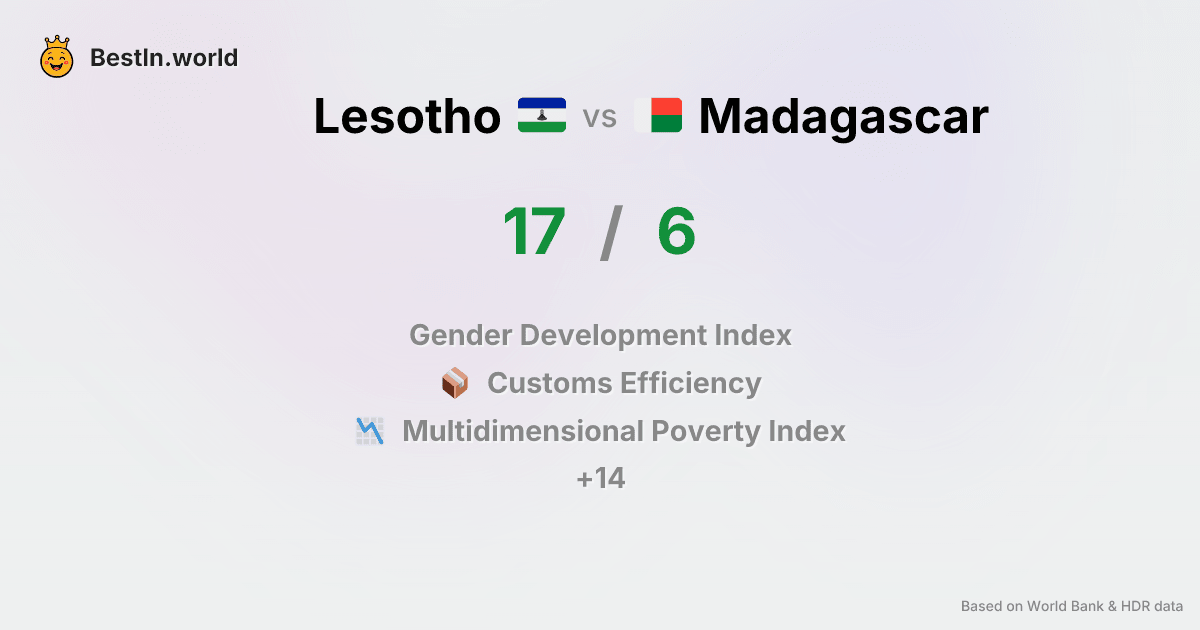 BestIn.world
Lesotho vs Madagascar
17 / 6
Gender Development Index
Customs Efficiency
Multidimensional Poverty Index
+14
Based on World Bank & HDR data